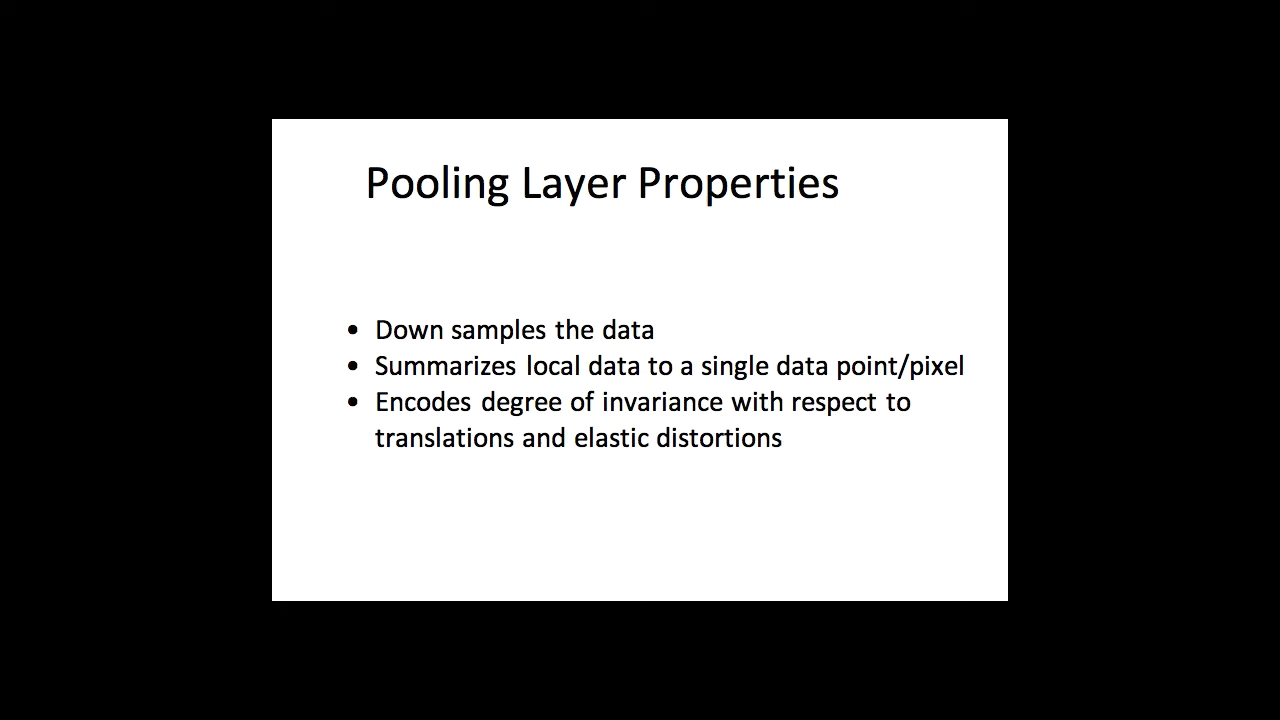 Pooling Layer Properties
• Down samples the data
• Summarizes local data to a single data point/pixel
• Encodes degree of invariance with respect to
translations and elastic distortions